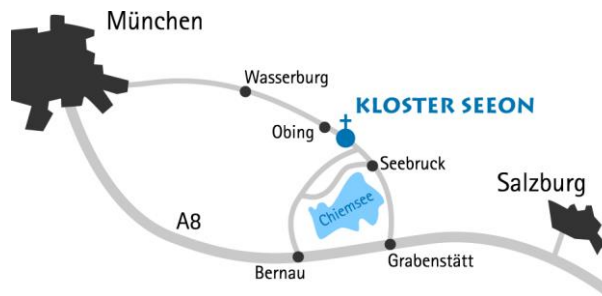 München
Wasserburg
KLOSTER SEEON
Obing
Seebruck
Salzburg
Chiemsee
A8
Bernau
Grabenstätt